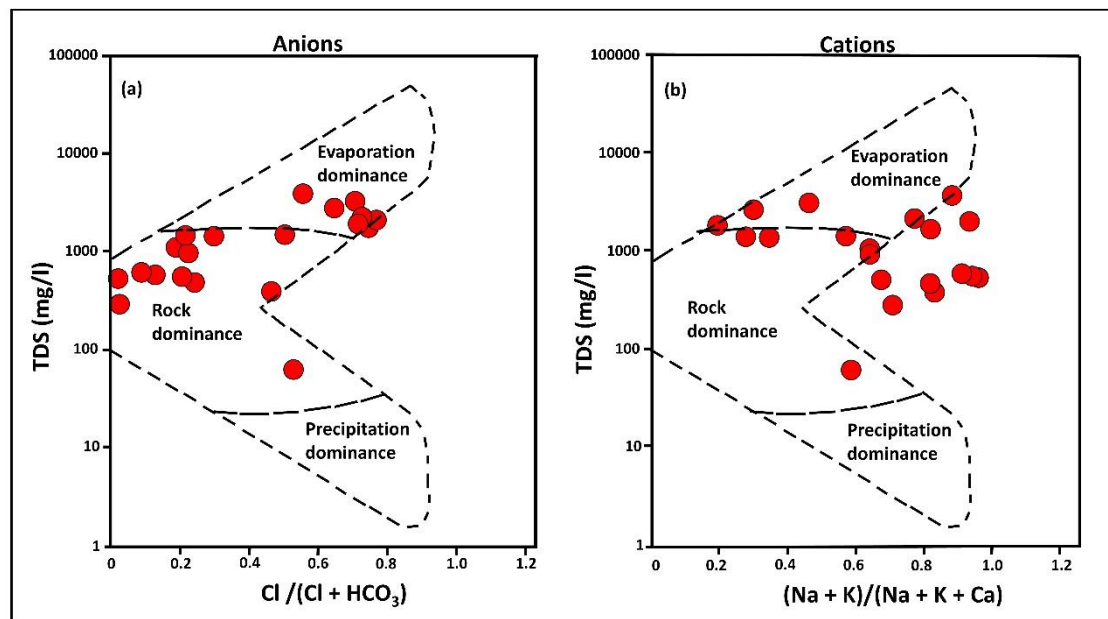 Anions
(a)
100000
10000
1000
100
10
1
TDS (mg/l)
Evaporation
dominance
Rock
dominance
Precipitation
dominance
0 0.2 0.4 0.6 0.8 1.0 1.2
Cl /(Cl + HCO₃)
Cations
(b)
100000
10000
1000
100
10
1
TDS (mg/l)
Evaporation
dominance
Rock
dominance
Precipitation
dominance
0 0.2 0.4 0.6 0.8 1.0 1.2
(Na + K)/(Na + K + Ca)